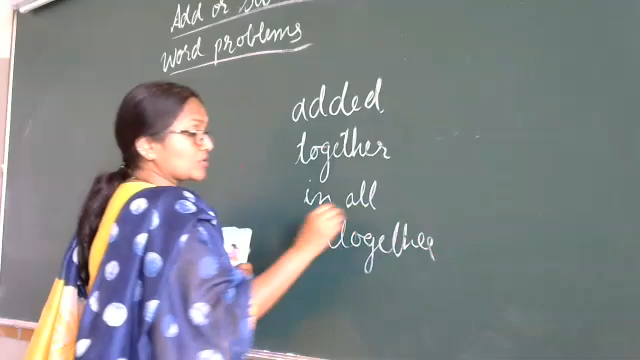 Add or
word problems
added
together
in all